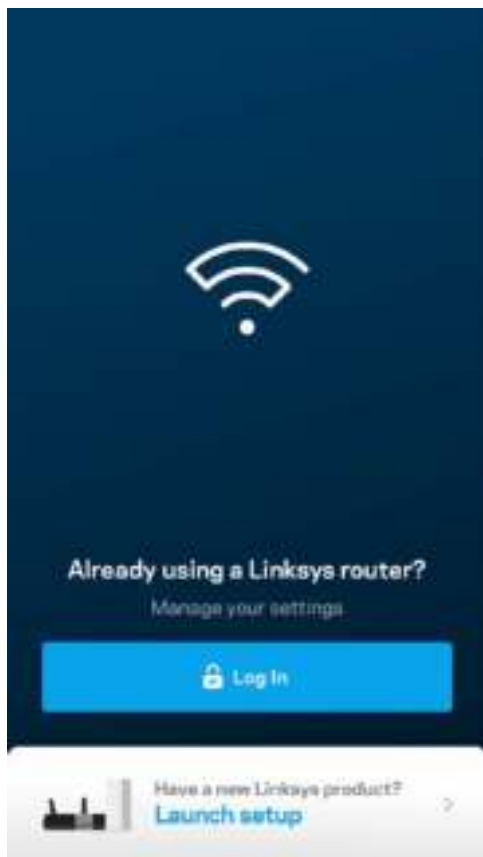 Already using a Linksys router?
Manage your settings
Log In
Have a new Linksys product?
Launch setup